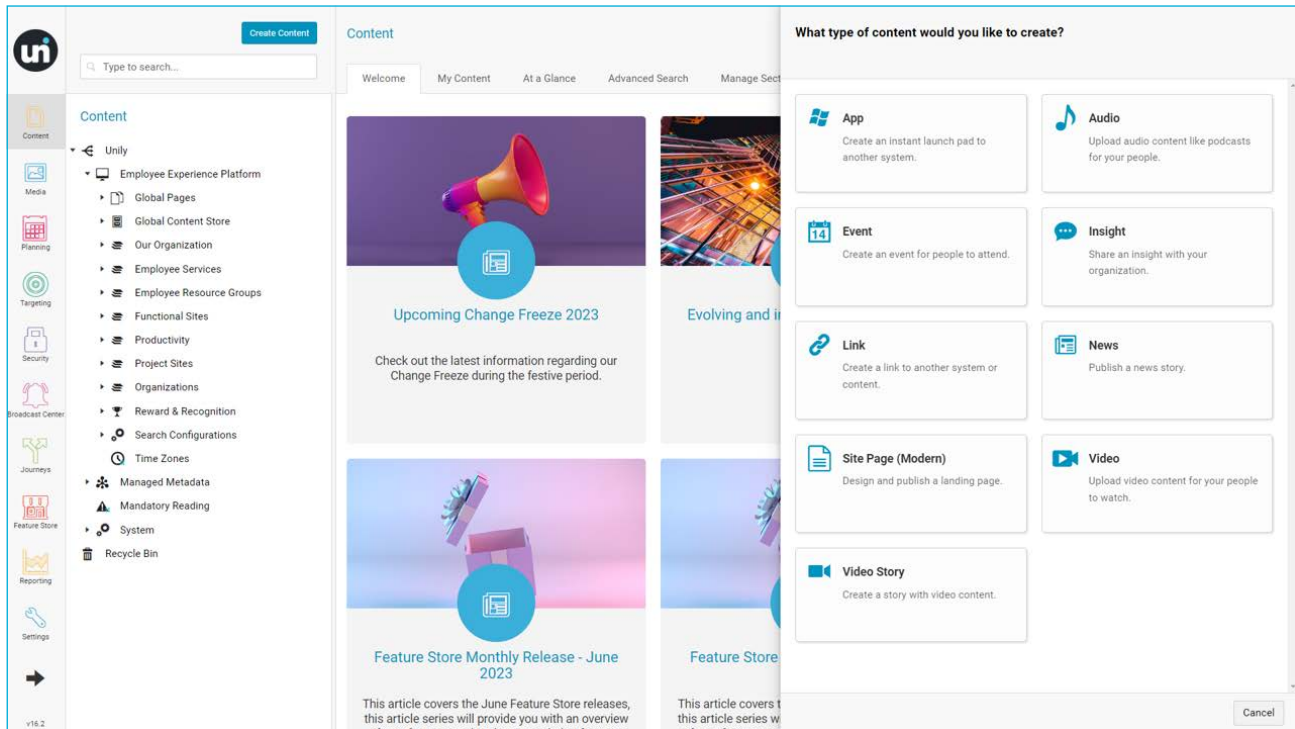 uni
Content
Media
Planning
14
Targeting
Security
Broadcast Center
Journeys
Feature Store
Reporting
Settings
v16.2
Create Content
Type to search...
Content
Unily
Employee Experience Platform
Global Pages
Global Content Store
Our Organization
Employee Services
Employee Resource Groups
Functional Sites
Productivity
Project Sites
Organizations
Reward & Recognition
Search Configurations
Time Zones
Managed Metadata
Mandatory Reading
System
Recycle Bin
Content
Welcome
My Content
At a Glance
Advanced Search
Manage Sect
Upcoming Change Freeze 2023
Check out the latest information regarding our
Change Freeze during the festive period.
Evolving and i
Feature Store Monthly Release - June
2023
This article covers the June Feature Store releases,
this article series will provide you with an overview
Feature Store
This article covers t
this article series w
What type of content would you like to create?
App
Create an instant launch pad to
another system.
Audio
Upload audio content like podcasts
for your people.
Event
Create an event for people to attend.
Insight
Share an insight with your
organization.
Link
Create a link to another system or
content.
News
Publish a news story.
Site Page (Modern)
Design and publish a landing page.
Video
Upload video content for your people
to watch.
Video Story
Create a story with video content.
Cancel